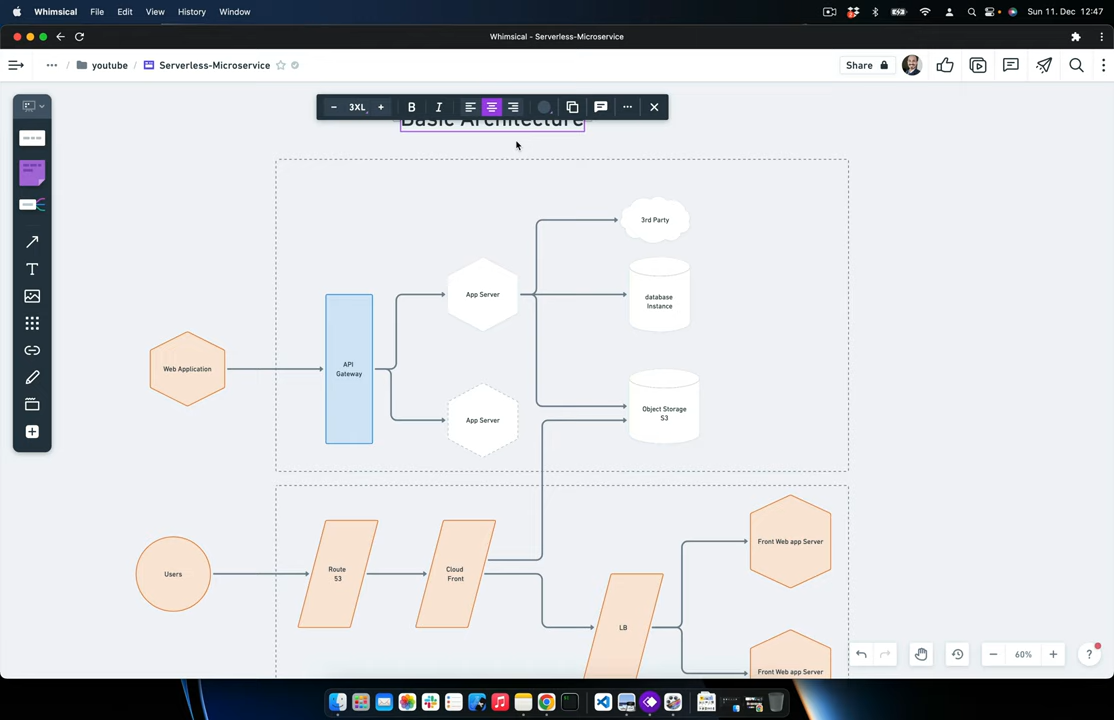 Whimsical File Edit View History Window
Sun 11. Dec 12:47
Whimsical - Serverless-Microservice
/ youtube / Serverless-Microservice
Share
3XL
B I
Basic Architecture
3rd Party
App Server
database
Instance
API
Gateway
Web Application
App Server
Object Storage
S3
Users
Route
53
Cloud
Front
Front Web app Server
LB
Front Web app Server
60%
?